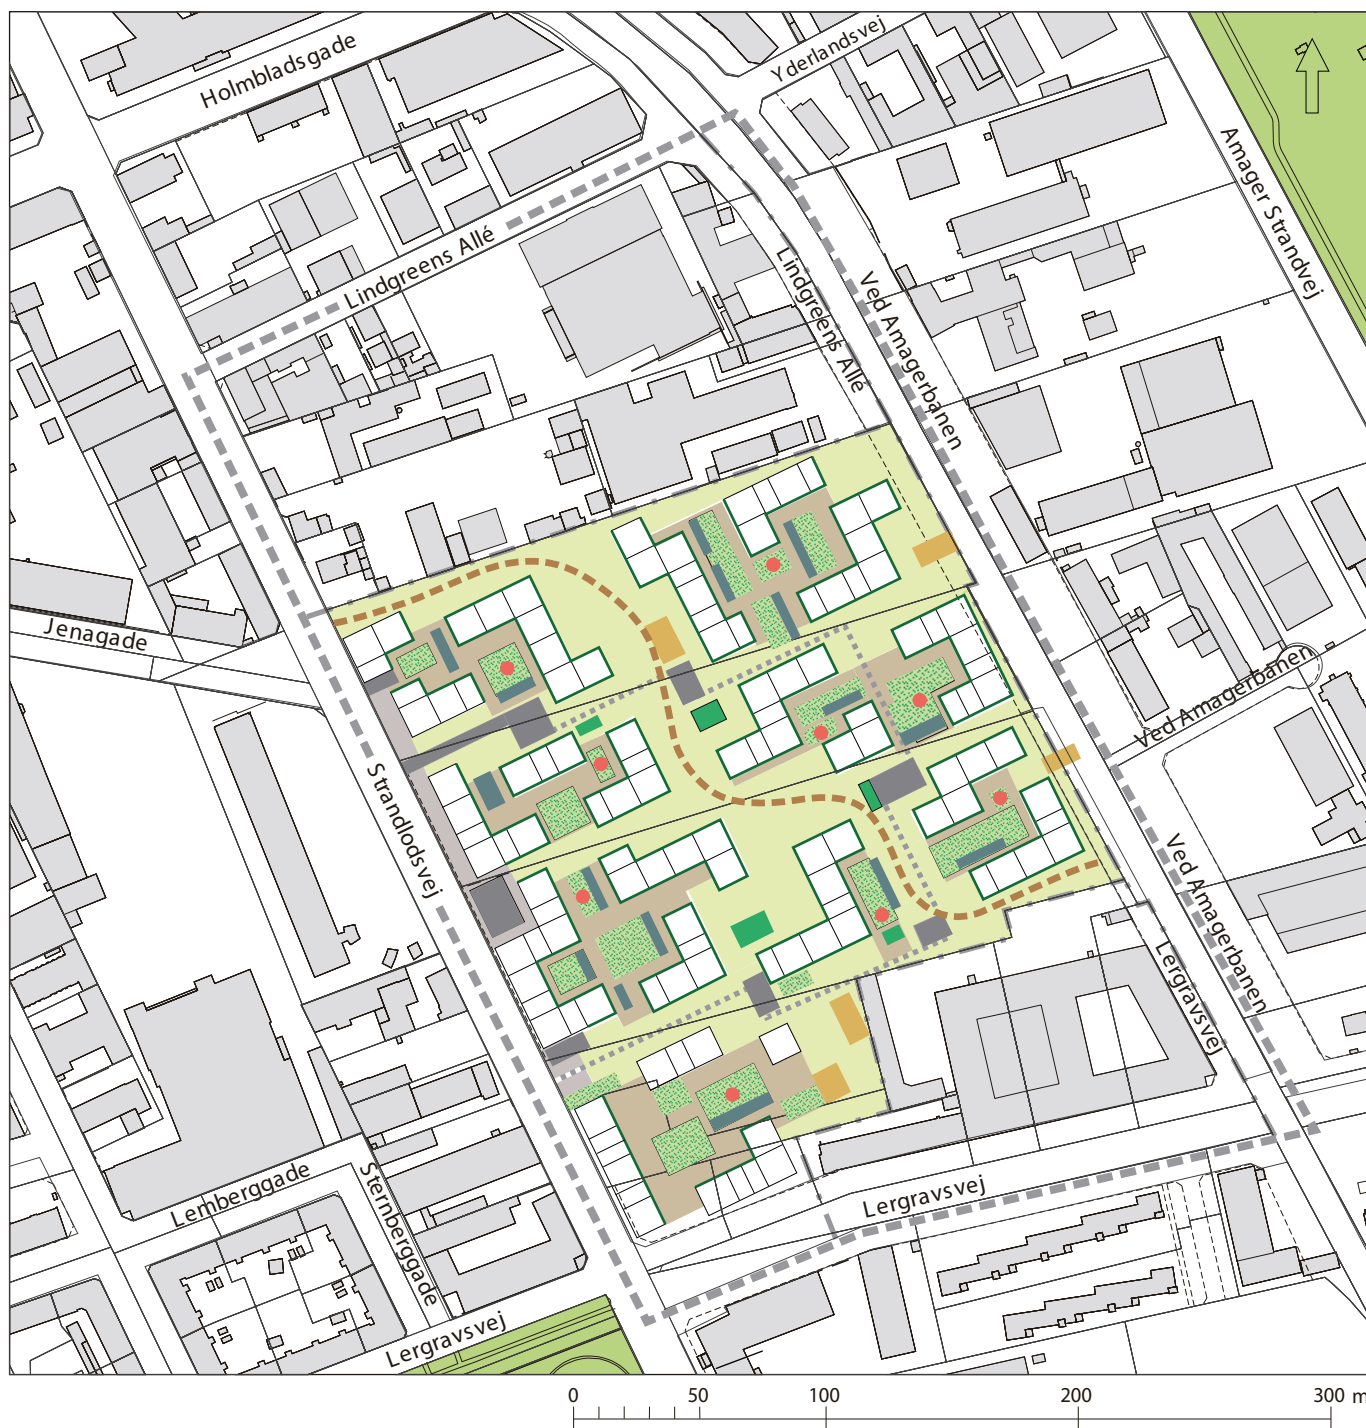 Holmbladsgade
Yderlandsvej
Amager Strandvej
Lindgreens Allé
Lindgreens Allé
Ved Amagerbanen
Jenagade
Ved Amagerbanen
Strandlodsvej
Ved Amagerbanen
Lergravsvej
Lemberggade
Sternberggade
Lergravsvej
Lergravsvej
0 50 100 200 300 m